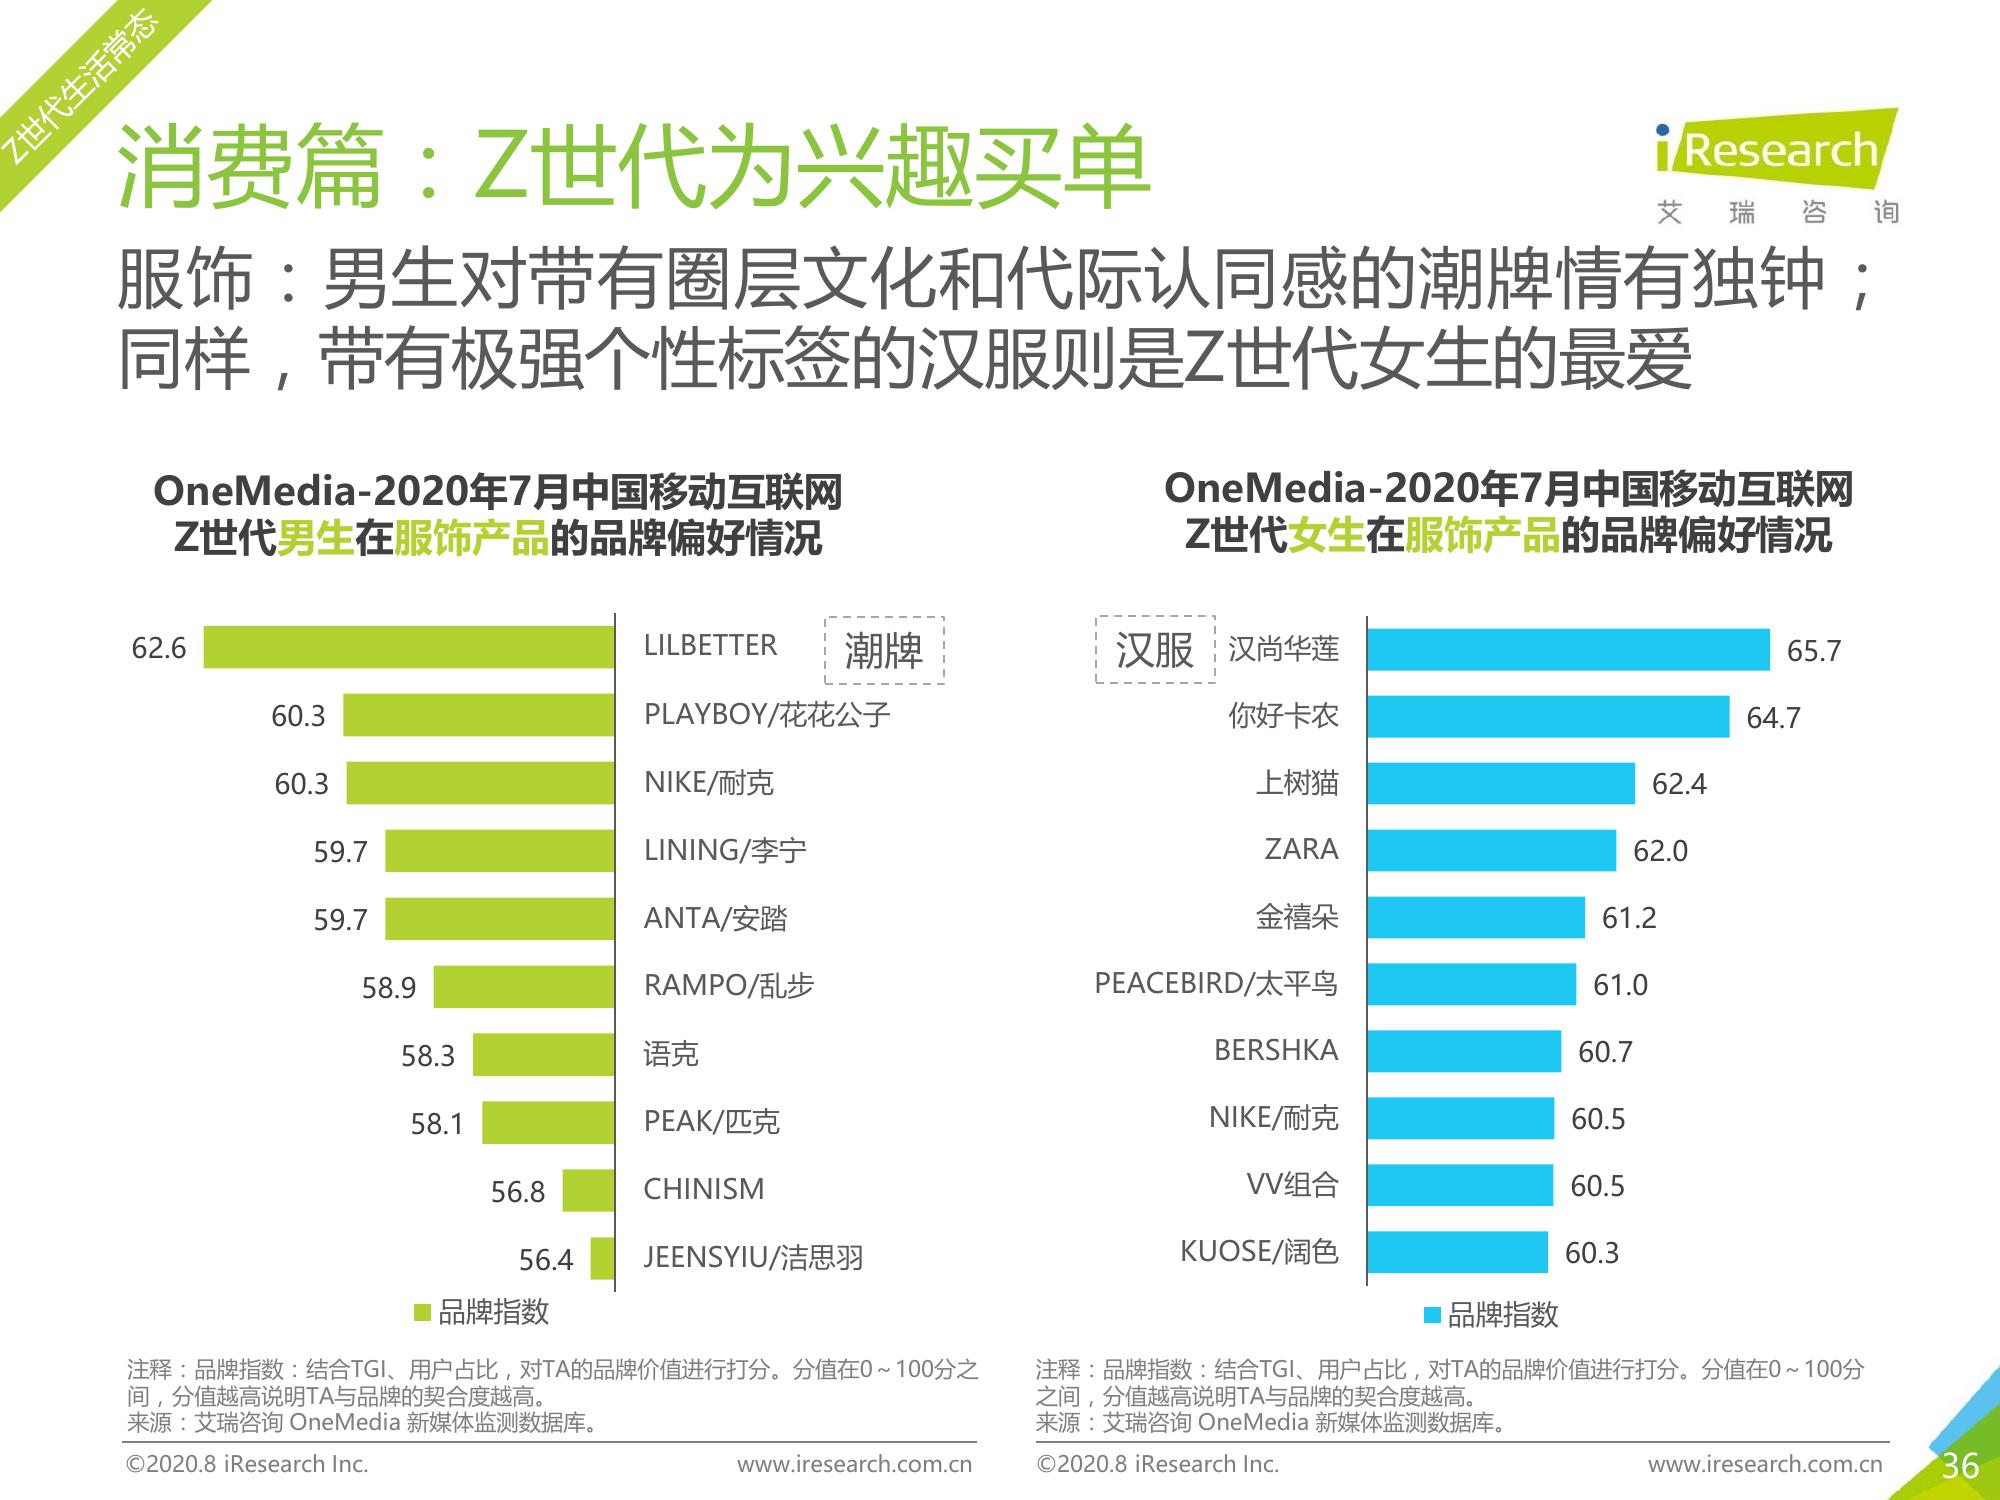 Z世代生活常态
消费篇：Z世代为兴趣买单
iResearch
艾瑞咨询
服饰：男生对带有圈层文化和代际认同感的潮牌情有独钟；
同样，带有极强个性标签的汉服则是Z世代女生的最爱
OneMedia-2020年7月中国移动互联网
Z世代男生在服饰产品的品牌偏好情况
62.6 LILBETTER 潮牌
60.3 PLAYBOY/花花公子
60.3 NIKE/耐克
59.7 LINING/李宁
59.7 ANTA/安踏
58.9 RAMPO/乱步
58.3 语克
58.1 PEAK/匹克
56.8 CHINISM
56.4 JEENSYIU/洁思羽
品牌指数
注释：品牌指数：结合TGI、用户占比，对TA的品牌价值进行打分。分值在0～100分之
间，分值越高说明TA与品牌的契合度越高。
来源：艾瑞咨询 OneMedia 新媒体监测数据库。
©2020.8 iResearch Inc. www.iresearch.com.cn
OneMedia-2020年7月中国移动互联网
Z世代女生在服饰产品的品牌偏好情况
汉服 汉尚华莲 65.7
你好卡农 64.7
上树猫 62.4
ZARA 62.0
金禧朵 61.2
PEACEBIRD/太平鸟 61.0
BERSHKA 60.7
NIKE/耐克 60.5
VV组合 60.5
KUOSE/阔色 60.3
品牌指数
注释：品牌指数：结合TGI、用户占比，对TA的品牌价值进行打分。分值在0～100分
之间，分值越高说明TA与品牌的契合度越高。
来源：艾瑞咨询 OneMedia 新媒体监测数据库。
©2020.8 iResearch Inc. www.iresearch.com.cn
36